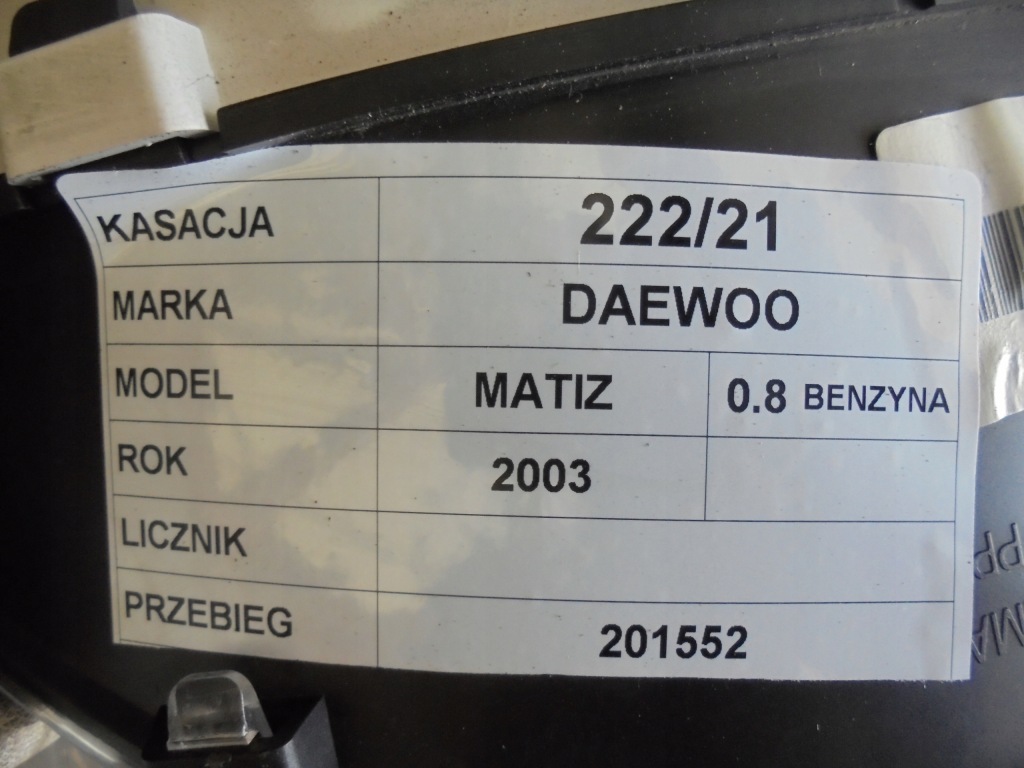 KASACJA 222/21
MARKA DAEWOO
MODEL MATIZ 0.8 BENZYNA
ROK 2003
LICZNIK
PRZEBIEG 201552